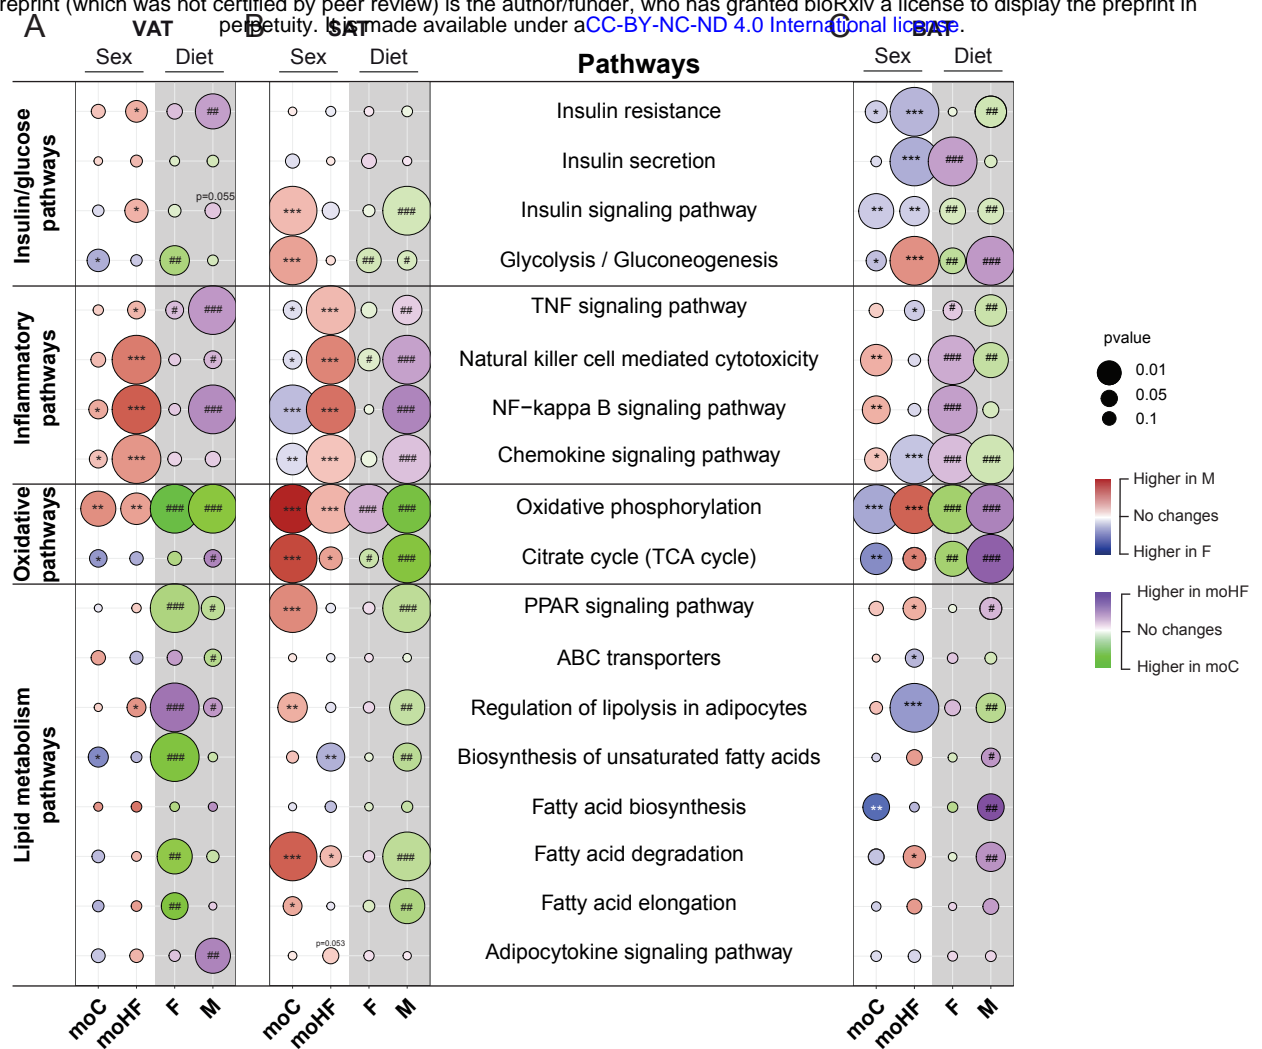 reprint (which was not certified by peer review) is the author/funder, who has granted bioRxiv a license to display the preprint in
perpetuity. It is made available under aCC-BY-NC-ND 4.0 International license.
A VAT B SAT C BAT
Sex Diet Sex Diet Pathways Sex Diet
Insulin/glucose
pathways
Insulin resistance
* ## * *** ##
Insulin secretion
*** ###
p=0.055
Insulin signaling pathway
* *** ### ** ** ## ##
Glycolysis / Gluconeogenesis
* ## *** ## # * *** ## ###
Inflammatory
pathways
TNF signaling pathway
* # ### * *** ## * # ##
Natural killer cell mediated cytotoxicity
*** # * *** # ### ** ### ##
NF−kappa B signaling pathway
* *** ### *** *** ### ** ###
Chemokine signaling pathway
* *** ** *** ### * *** ### ###
Oxidative
pathways
Oxidative phosphorylation
** ** ### ### *** *** ### ### *** *** ### ###
Citrate cycle (TCA cycle)
* # *** * # ### ** * ## ###
Lipid metabolism
pathways
PPAR signaling pathway
### # *** ### * #
ABC transporters
# *
Regulation of lipolysis in adipocytes
* ### # ** ## *** ##
Biosynthesis of unsaturated fatty acids
* ### ** ## #
Fatty acid biosynthesis
** ##
Fatty acid degradation
## *** * ### * ##
Fatty acid elongation
## * ##
p=0.053
Adipocytokine signaling pathway
##
moC moHF F M moC moHF F M moC moHF F M
pvalue
0.01
0.05
0.1
Higher in M
No changes
Higher in F
Higher in moHF
No changes
Higher in moC